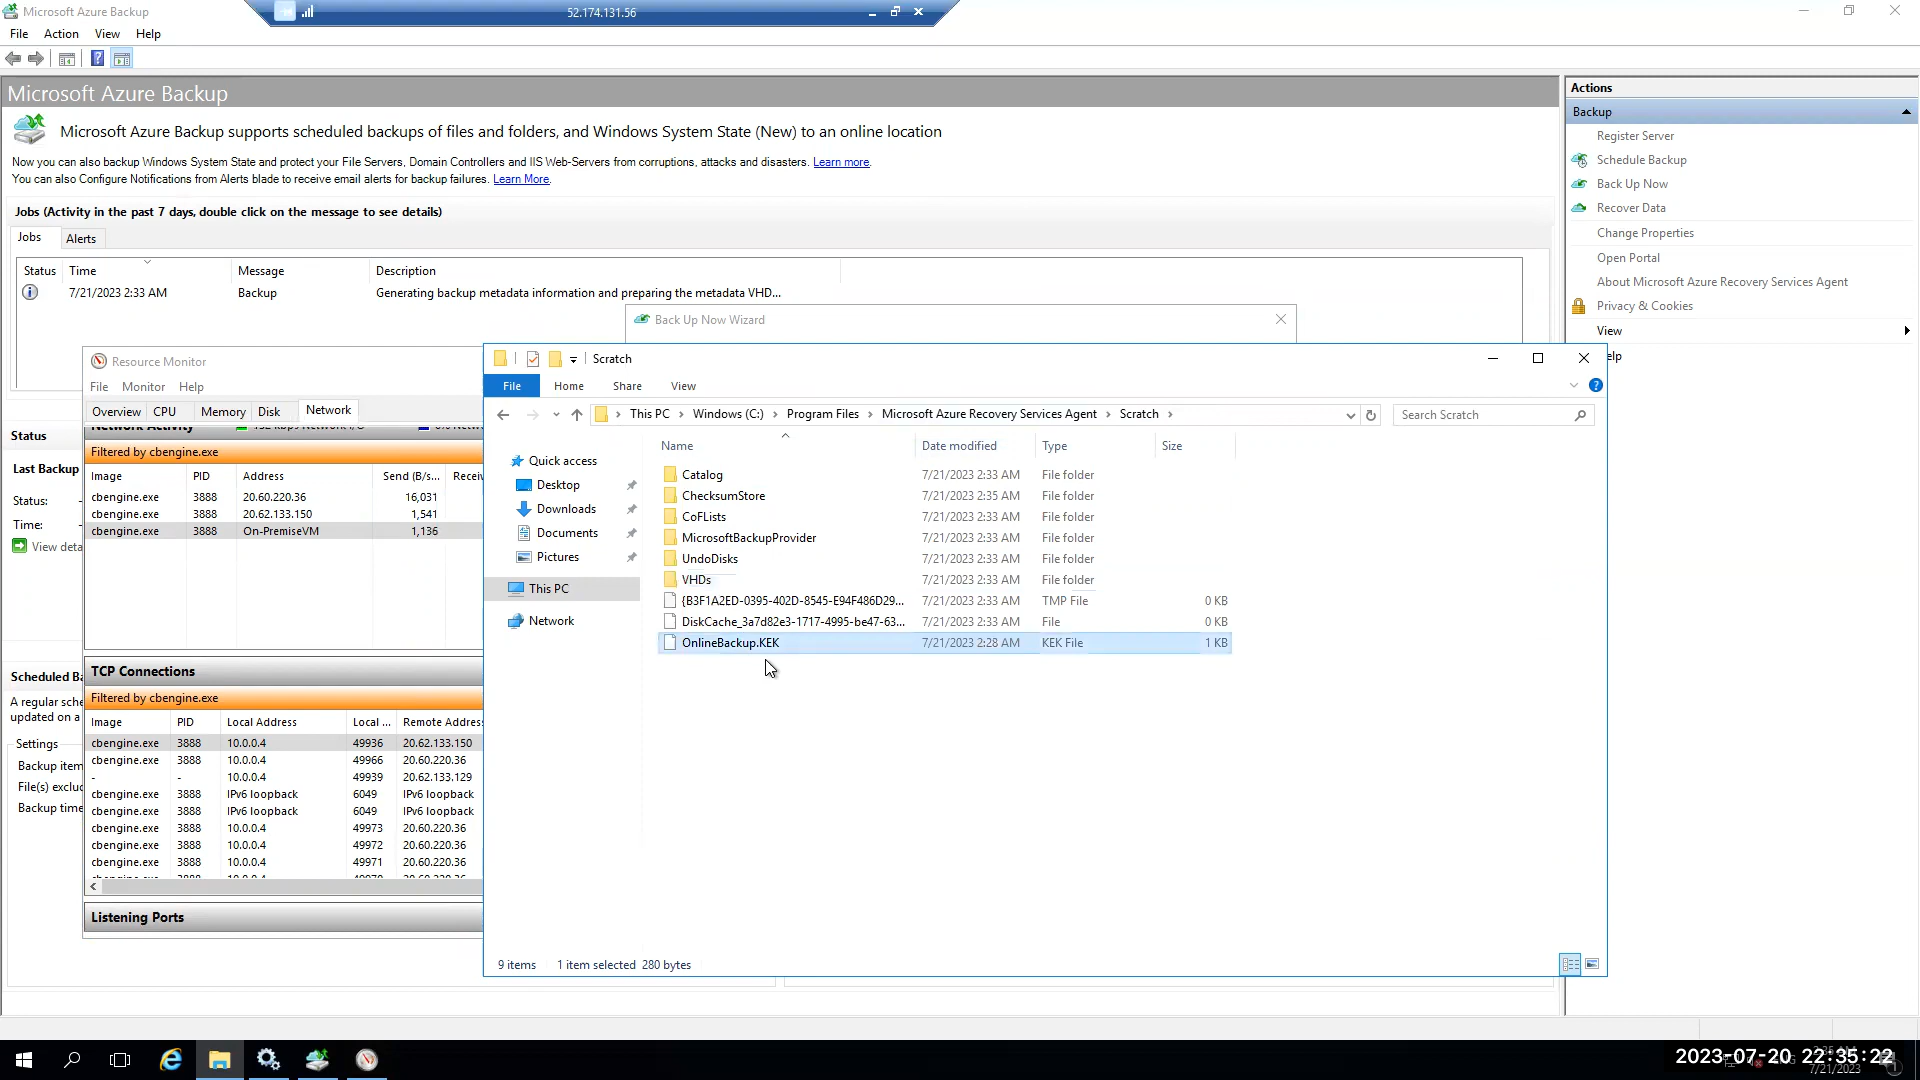 Microsoft Azure Backup
52.174.131.56
File Action View Help
Microsoft Azure Backup
Microsoft Azure Backup supports scheduled backups of files and folders, and Windows System State (New) to an online location
Now you can also backup Windows System State and protect your File Servers, Domain Controllers and IIS Web-Servers from corruptions, attacks and disasters. Learn more.
You can also Configure Notifications from Alerts blade to receive email alerts for backup failures. Learn More.
Jobs (Activity in the past 7 days, double click on the message to see details)
Jobs Alerts
Status Time Message Description
7/21/2023 2:33 AM Backup Generating backup metadata information and preparing the metadata VHD...
Actions
Backup
Register Server
Schedule Backup
Back Up Now
Recover Data
Change Properties
Open Portal
About Microsoft Azure Recovery Services Agent
Privacy & Cookies
View
elp
Back Up Now Wizard
Status
Last Backup
Status: -
Time: -
View deta
Scheduled Ba
A regular sche
updated on a
Settings
Backup item
File(s) exclu
Backup time
Resource Monitor
File Monitor Help
Overview CPU Memory Disk Network
Filtered by cbengine.exe
Image PID Address Send (B/s... Receiv
cbengine.exe 3888 20.60.220.36 16,031
cbengine.exe 3888 20.62.133.150 1,541
cbengine.exe 3888 On-PremiseVM 1,136
TCP Connections
Filtered by cbengine.exe
Image PID Local Address Local ... Remote Address
cbengine.exe 3888 10.0.0.4 49936 20.62.133.150
cbengine.exe 3888 10.0.0.4 49966 20.60.220.36
- - 10.0.0.4 49939 20.62.133.129
cbengine.exe 3888 IPv6 loopback 6049 IPv6 loopback
cbengine.exe 3888 IPv6 loopback 6049 IPv6 loopback
cbengine.exe 3888 10.0.0.4 49973 20.60.220.36
cbengine.exe 3888 10.0.0.4 49972 20.60.220.36
cbengine.exe 3888 10.0.0.4 49971 20.60.220.36
Listening Ports
Scratch
File Home Share View
This PC Windows (C:) Program Files Microsoft Azure Recovery Services Agent Scratch
Search Scratch
Quick access
Desktop
Downloads
Documents
Pictures
This PC
Network
Name Date modified Type Size
Catalog 7/21/2023 2:33 AM File folder
ChecksumStore 7/21/2023 2:35 AM File folder
CoFLists 7/21/2023 2:33 AM File folder
MicrosoftBackupProvider 7/21/2023 2:33 AM File folder
UndoDisks 7/21/2023 2:33 AM File folder
VHDs 7/21/2023 2:33 AM File folder
{B3F1A2ED-0395-402D-8545-E94F486D29... 7/21/2023 2:33 AM TMP File 0 KB
DiskCache_3a7d82e3-1717-4995-be47-63... 7/21/2023 2:33 AM File 0 KB
OnlineBackup.KEK 7/21/2023 2:28 AM KEK File 1 KB
9 items 1 item selected 280 bytes
2023-07-20 22:35:22
7/21/2023